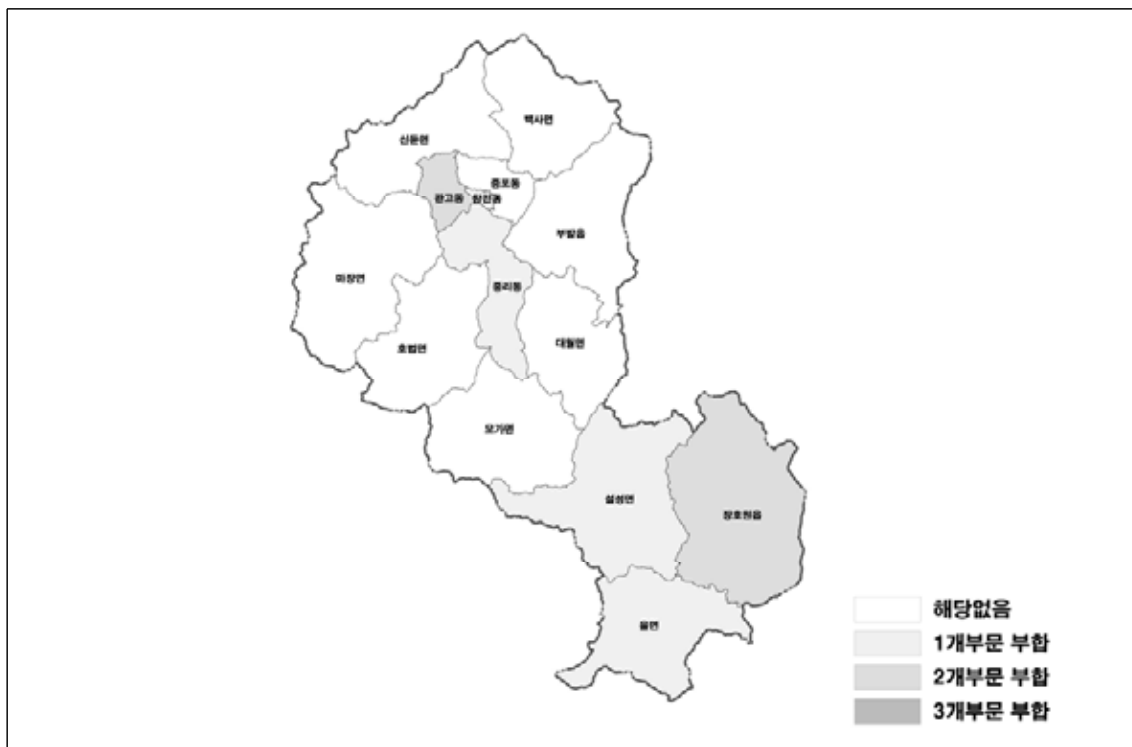 백사면
신둔면
증포동
관고동
창전동
부발읍
마장면
중리동
호법면
대월면
모가면
설성면
장호원읍
율면
해당없음
1개부문 부합
2개부문 부합
3개부문 부합